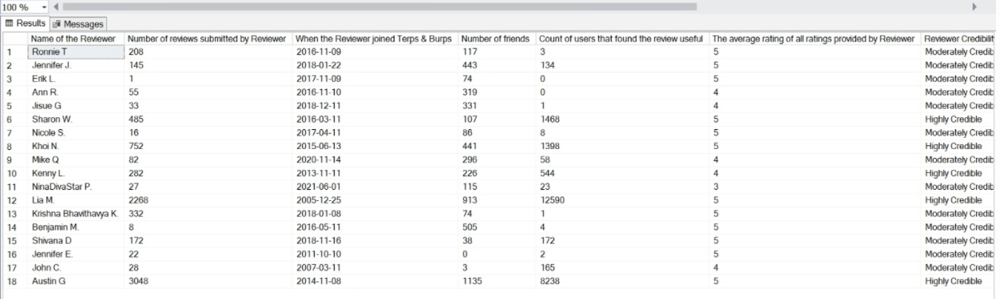 100 %
Results Messages
Name of the Reviewer Number of reviews submitted by Reviewer When the Reviewer joined Terps & Burps Number of friends Count of users that found the review useful The average rating of all ratings provided by Reviewer Reviewer Credibilit
1 Ronnie T 208 2016-11-09 117 3 5 Moderately Credib
2 Jennifer J. 145 2018-01-22 443 134 5 Moderately Credib
3 Erik L. 1 2017-11-09 74 0 5 Moderately Credib
4 Ann R. 55 2016-11-10 319 0 4 Moderately Credib
5 Jisue G 33 2018-12-11 331 1 4 Moderately Credib
6 Sharon W. 485 2016-03-11 107 1468 5 Highly Credible
7 Nicole S. 16 2017-04-11 86 8 5 Moderately Credib
8 Khoi N. 752 2015-06-13 441 1398 5 Highly Credible
9 Mike Q 82 2020-11-14 296 58 4 Moderately Credib
10 Kenny L. 282 2013-11-11 226 544 4 Highly Credible
11 NinaDivaStar P. 27 2021-06-01 115 23 3 Moderately Credib
12 Lia M. 2268 2005-12-25 913 12590 5 Highly Credible
13 Krishna Bhavithavya K. 332 2018-01-08 74 1 5 Moderately Credib
14 Benjamin M. 8 2016-05-11 505 4 5 Moderately Credib
15 Shivana D 172 2018-11-16 38 172 5 Moderately Credib
16 Jennifer E. 22 2011-10-10 0 2 5 Moderately Credib
17 John C. 28 2007-03-11 3 165 4 Moderately Credib
18 Austin G 3048 2014-11-08 1135 8238 5 Highly Credible